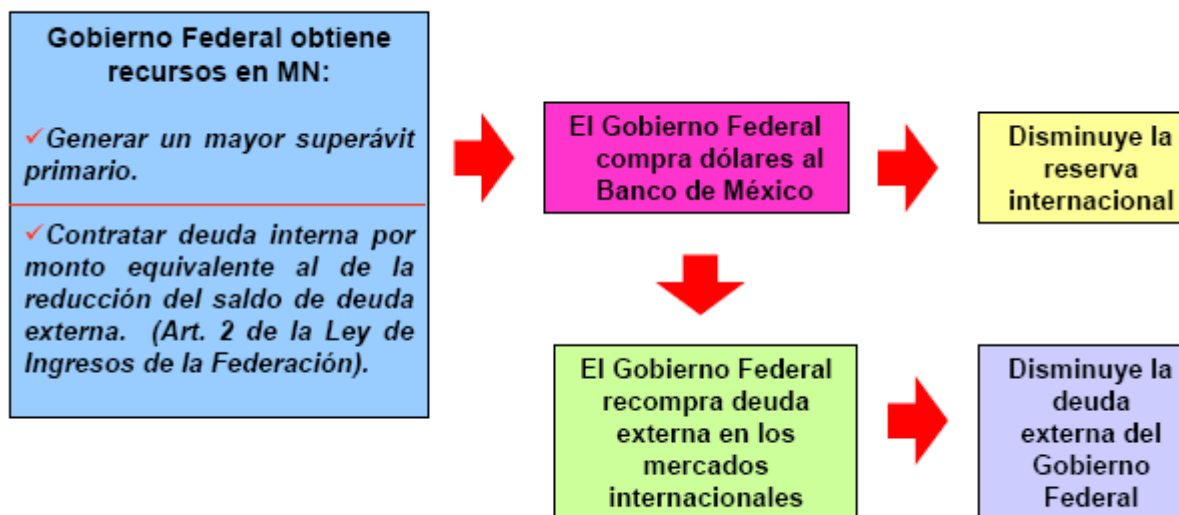 Gobierno Federal obtiene
recursos en MN:
✓Generar un mayor superávit
primario.
✓Contratar deuda interna por
monto equivalente al de la
reducción del saldo de deuda
externa. (Art. 2 de la Ley de
Ingresos de la Federación).
El Gobierno Federal
compra dólares al
Banco de México
Disminuye la
reserva
internacional
El Gobierno Federal
recompra deuda
externa en los
mercados
internacionales
Disminuye la
deuda
externa del
Gobierno
Federal